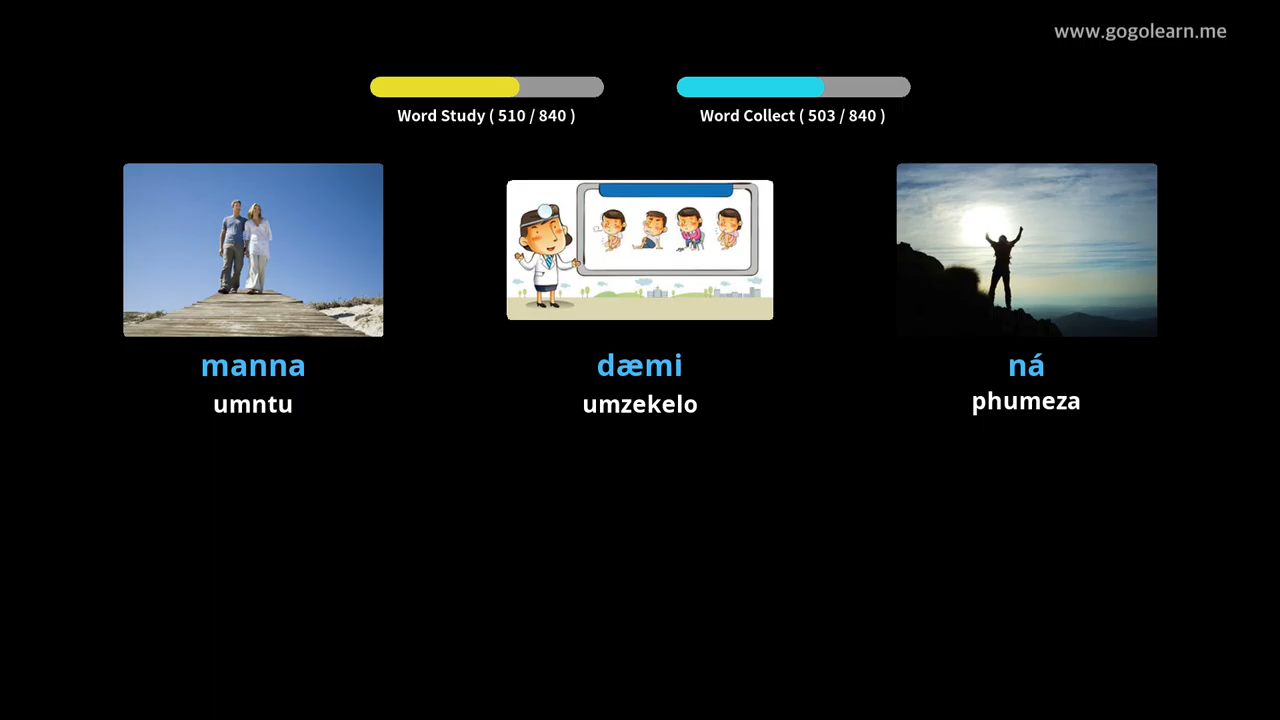 www.gogolearn.me
Word Study ( 510 / 840 )
Word Collect ( 503 / 840 )
manna
umntu
dæmi
umzekelo
ná
phumeza